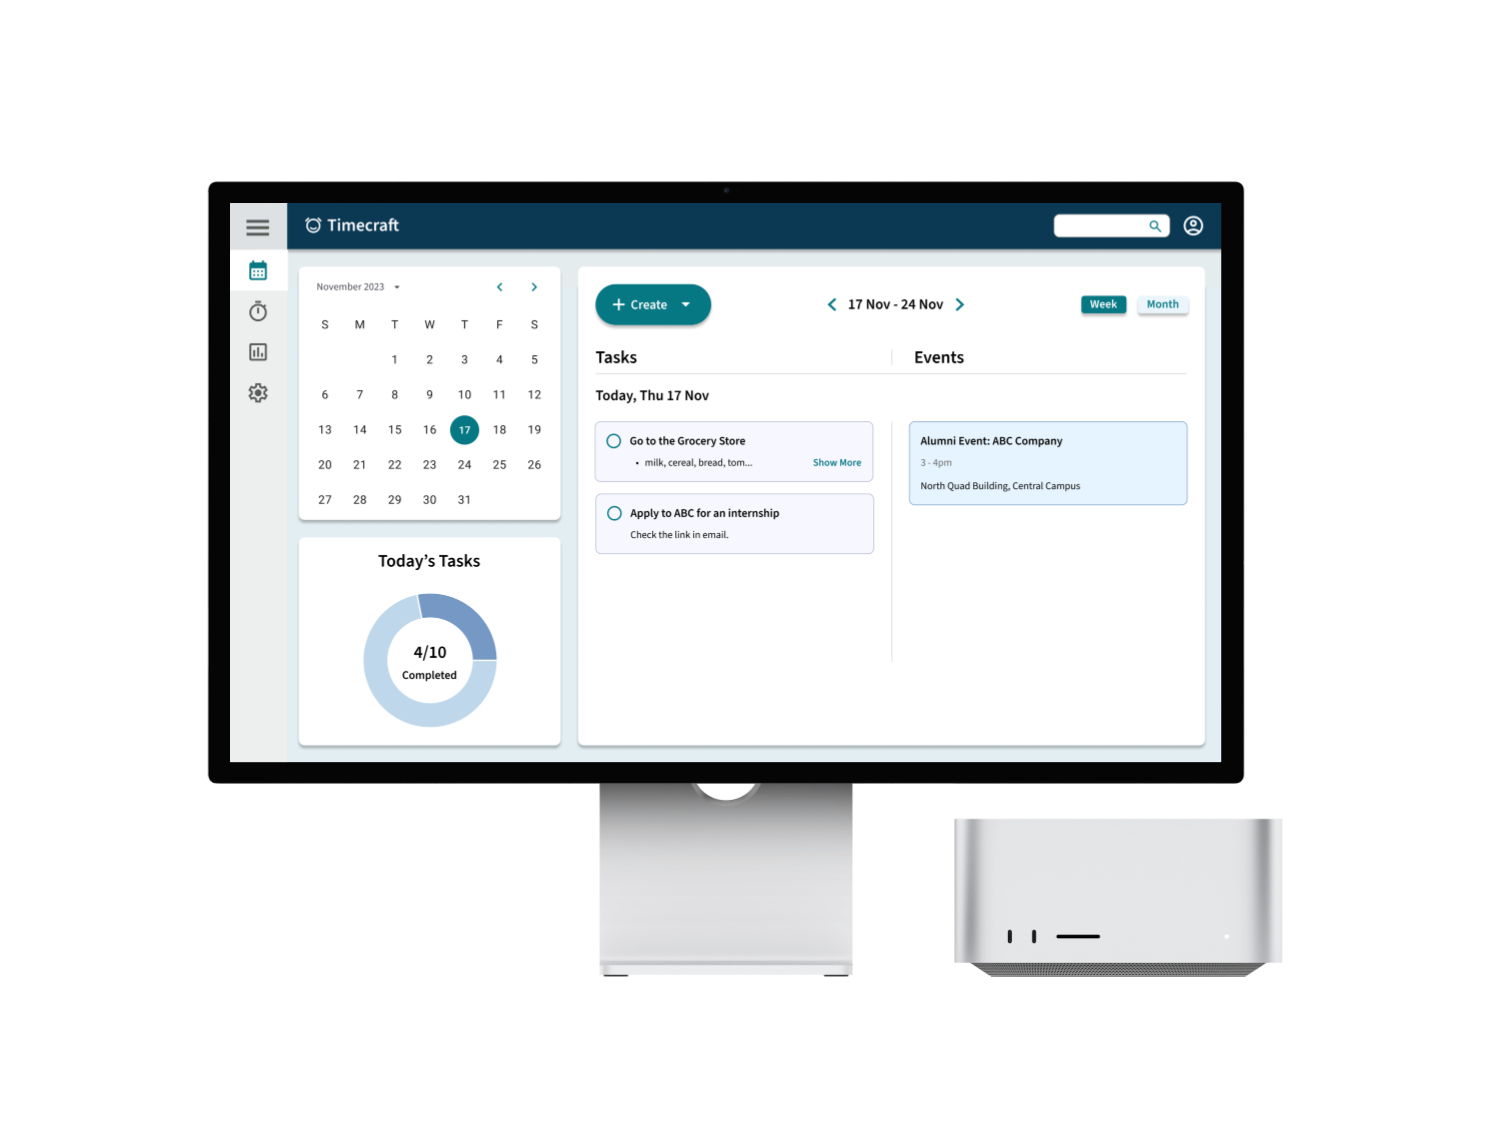 Timecraft
November 2023
S M T W T F S
1 2 3 4 5
6 7 8 9 10 11 12
13 14 15 16 17 18 19
20 21 22 23 24 25 26
27 28 29 30 31
Today's Tasks
4/10
Completed
+ Create
17 Nov - 24 Nov
Week
Month
Tasks
Events
Today, Thu 17 Nov
Go to the Grocery Store
• milk, cereal, bread, tom...
Show More
Apply to ABC for an internship
Check the link in email.
Alumni Event: ABC Company
3 - 4pm
North Quad Building, Central Campus